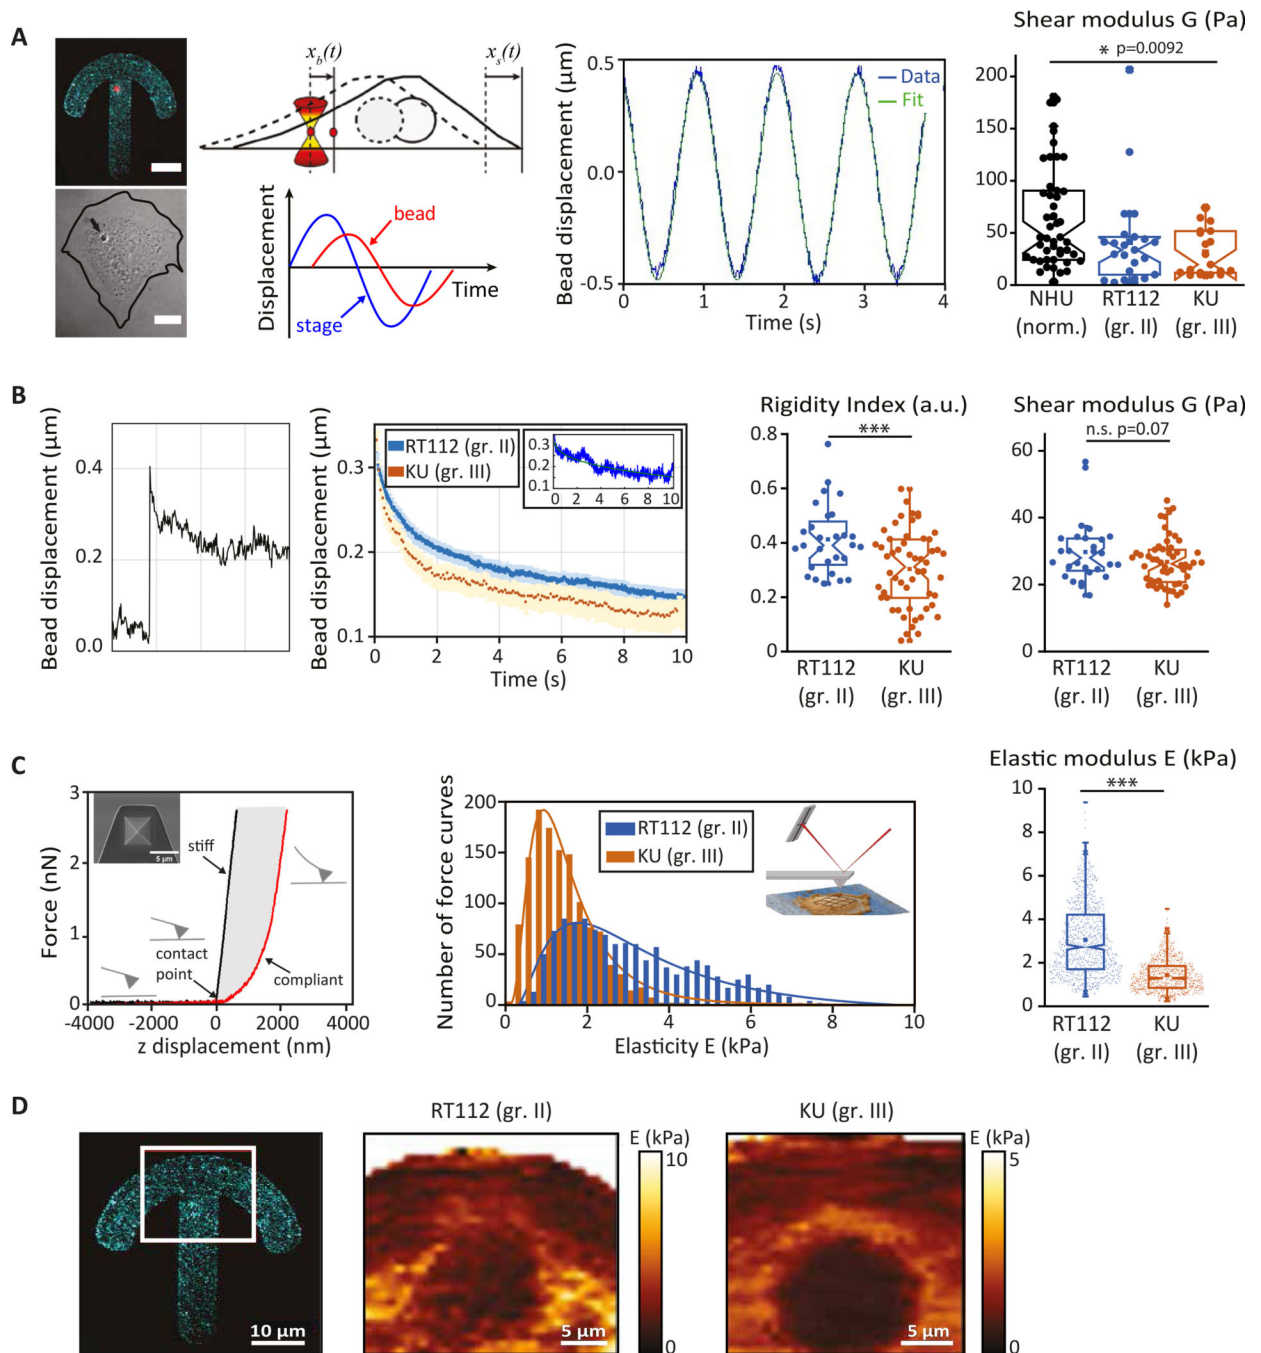 A
x_b(t)
x_s(t)
Displacement
bead
stage
Time
Bead displacement (µm)
0.5
0.0
-0.5
Data
Fit
0 1 2 3 4
Time (s)
Shear modulus G (Pa)
* p=0.0092
200
150
100
50
0
NHU RT112 KU
(norm.) (gr. II) (gr. III)
B
Bead displacement (µm)
0.4
0.2
0.0
Bead displacement (µm)
0.3
0.2
0.1
RT112 (gr. II)
KU (gr. III)
0.3
0.2
0.1
0 2 4 6 8 10
0 2 4 6 8 10
Time (s)
Rigidity Index (a.u.)
***
0.8
0.6
0.4
0.2
0
RT112 KU
(gr. II) (gr. III)
Shear modulus G (Pa)
n.s. p=0.07
60
40
20
0
RT112 KU
(gr. II) (gr. III)
C
Force (nN)
3
2
1
0
5 µm
stiff
contact
point
compliant
-4000 -2000 0 2000 4000
z displacement (nm)
Number of force curves
200
150
100
50
0
RT112 (gr. II)
KU (gr. III)
0 2 4 6 8 10
Elasticity E (kPa)
Elastic modulus E (kPa)
***
10
8
6
4
2
0
RT112 KU
(gr. II) (gr. III)
D
10 µm
RT112 (gr. II)
E (kPa)
10
0
5 µm
KU (gr. III)
E (kPa)
5
0
5 µm